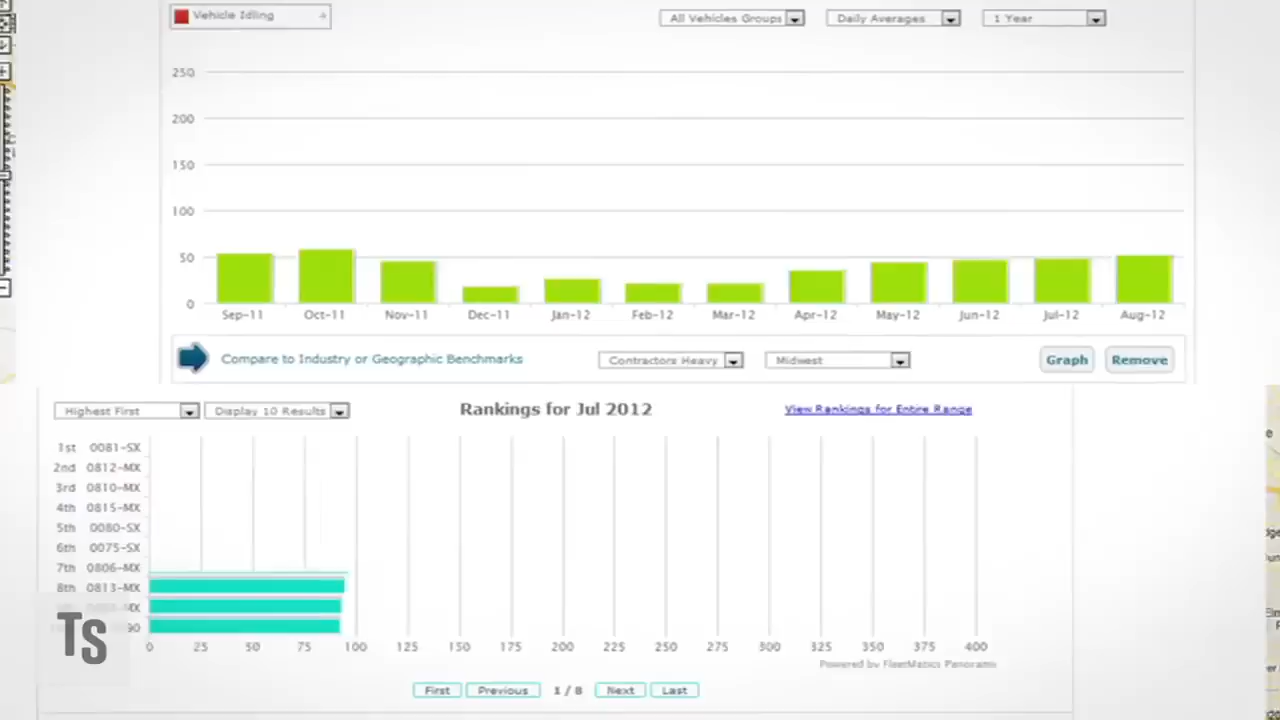 Vehicle Idling
All Vehicles Groups Daily Averages 1 Year
250
200
150
100
50
0
Sep-11 Oct-11 Nov-11 Dec-11 Jan-12 Feb-12 Mar-12 Apr-12 May-12 Jun-12 Jul-12 Aug-12
Compare to Industry or Geographic Benchmarks Contractors Heavy Midwest Graph Remove
Highest First Display 10 Results Rankings for Jul 2012 View Rankings for Entire Range
1st 0081-SX
2nd 0812-MX
3rd 0810-MX
4th 0815-MX
5th 0080-SX
6th 0075-SX
7th 0806-MX
8th 0813-MX
TS
0 25 50 75 100 125 150 175 200 225 250 275 300 325 350 375 400
Powered by FleetMatics Panorama
First Previous 1 / 8 Next Last